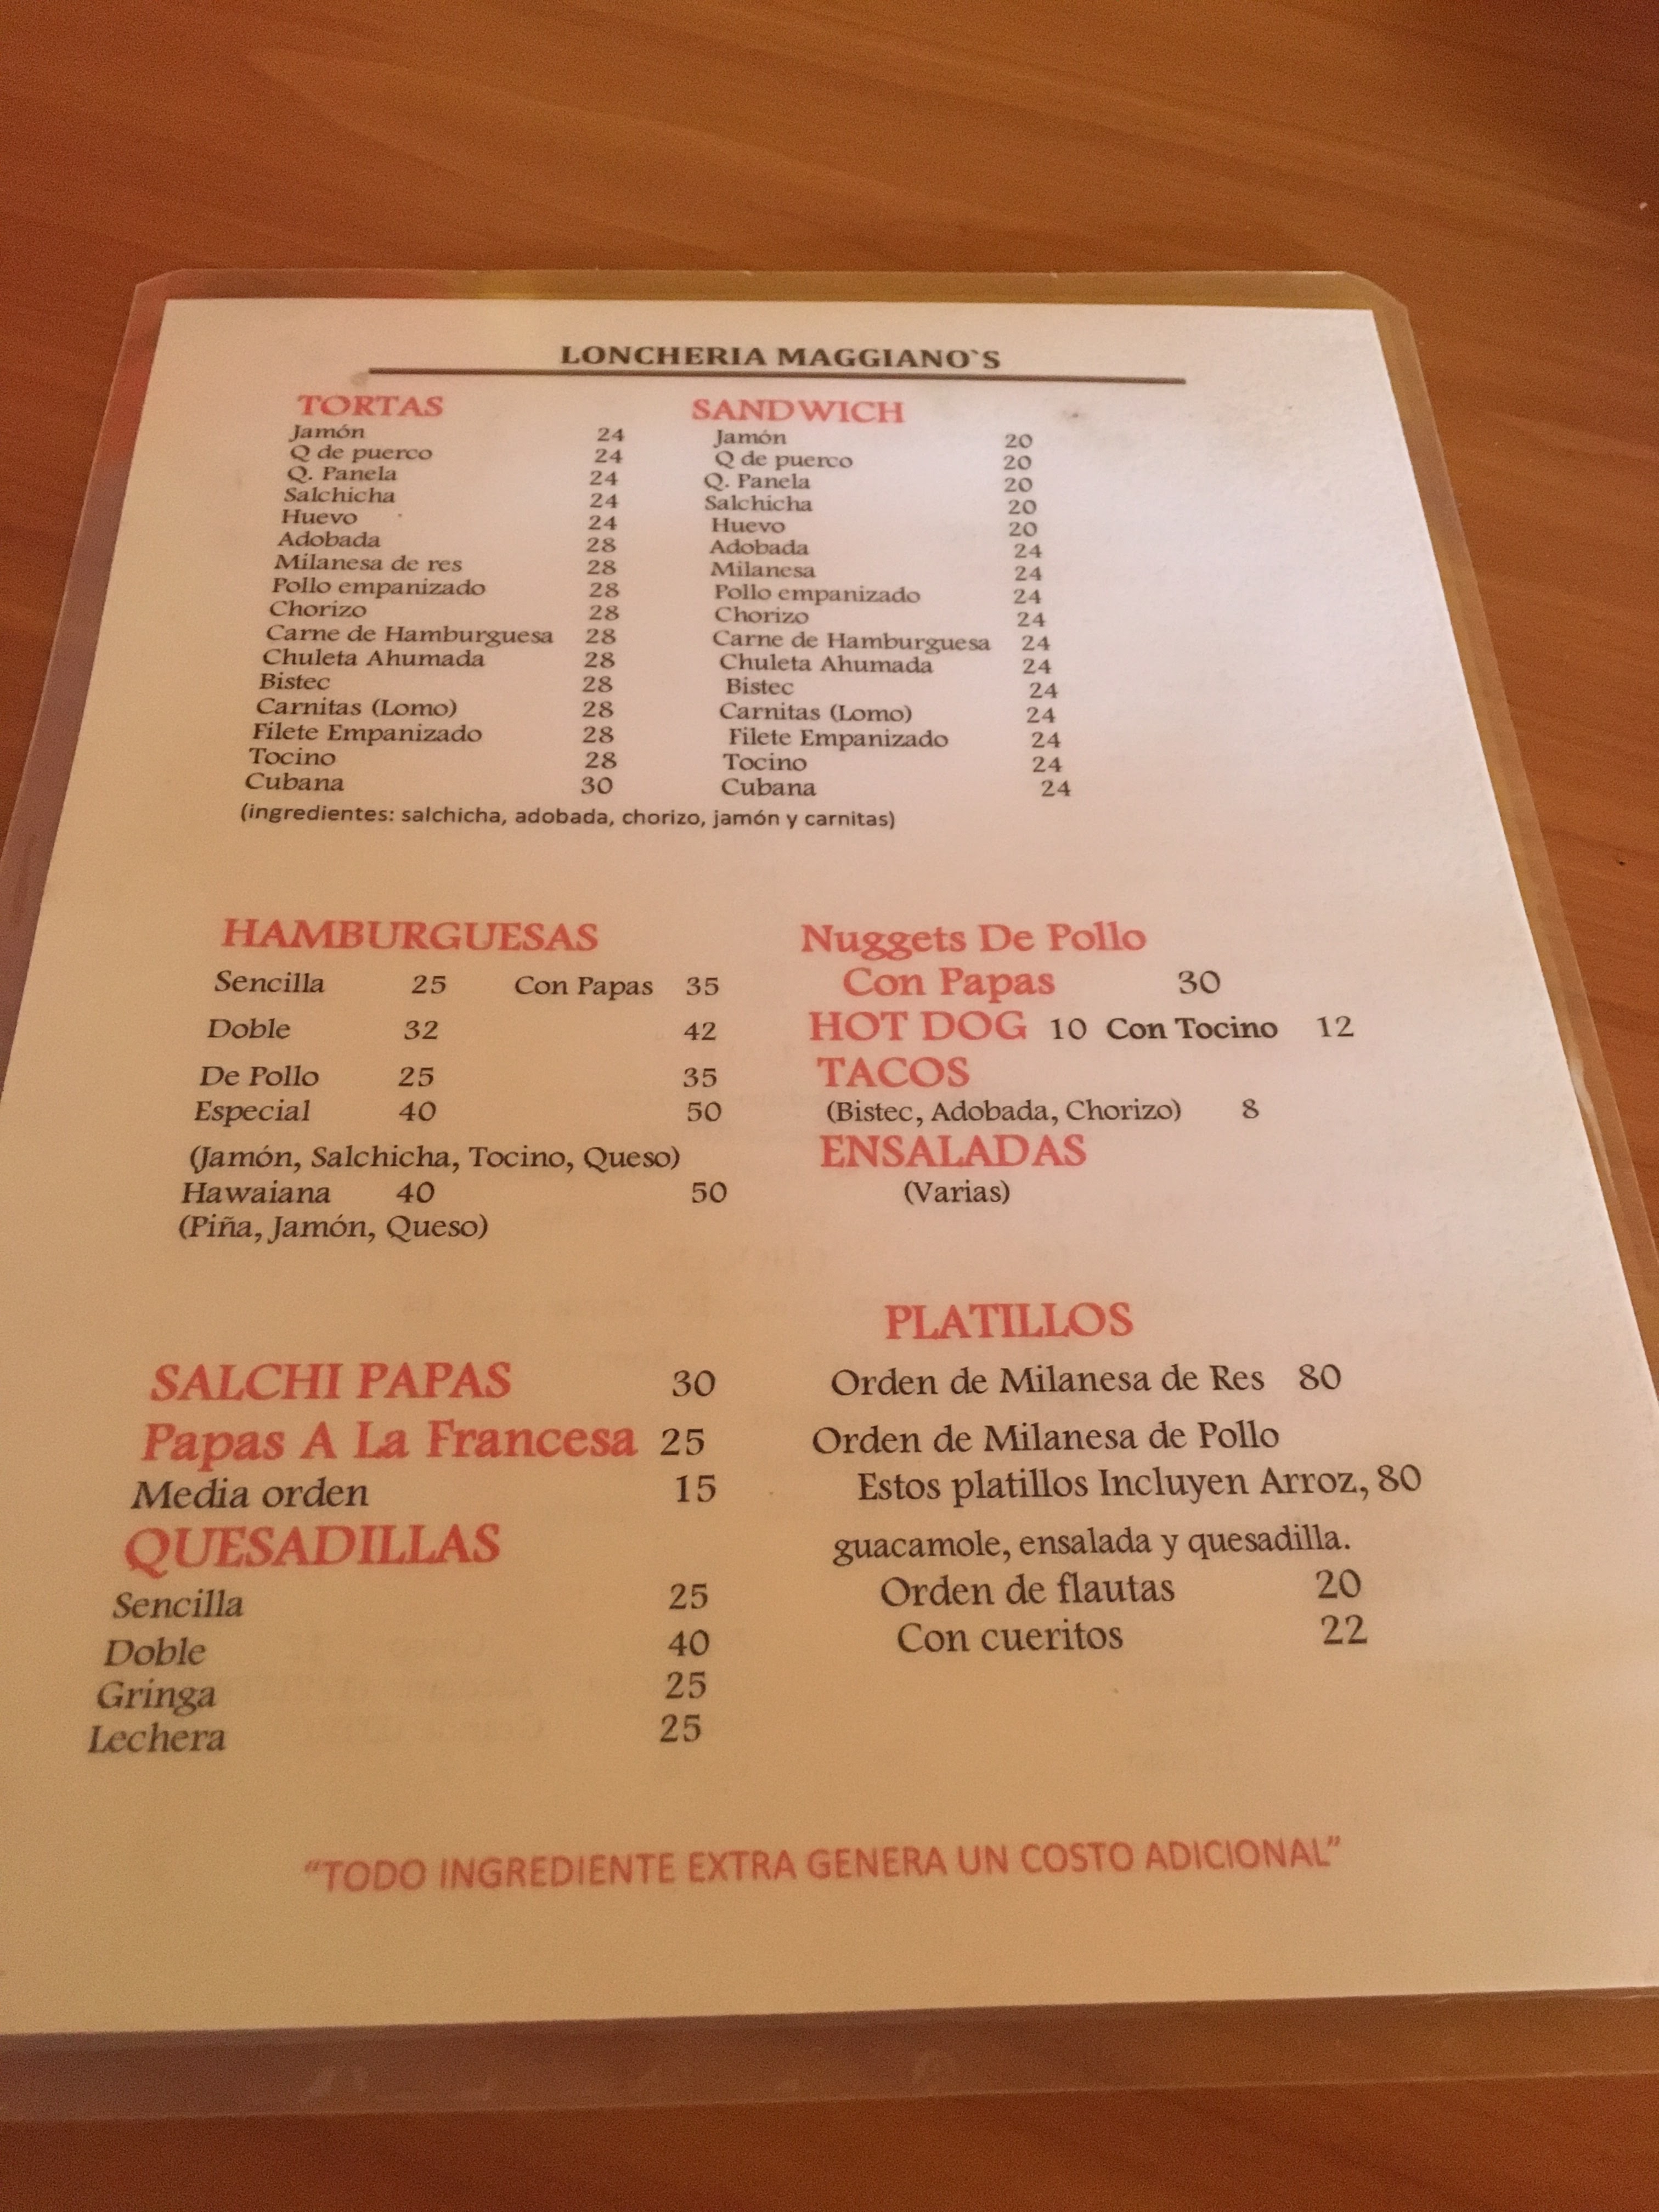 LONCHERIA MAGGIANO`S
TORTAS
Jamón 24
Q de puerco 24
Q. Panela 24
Salchicha 24
Huevo 24
Adobada 28
Milanesa de res 28
Pollo empanizado 28
Chorizo 28
Carne de Hamburguesa 28
Chuleta Ahumada 28
Bistec 28
Carnitas (Lomo) 28
Filete Empanizado 28
Tocino 28
Cubana 30
SANDWICH
Jamón 20
Q de puerco 20
Q. Panela 20
Salchicha 20
Huevo 20
Adobada 24
Milanesa 24
Pollo empanizado 24
Chorizo 24
Carne de Hamburguesa 24
Chuleta Ahumada 24
Bistec 24
Carnitas (Lomo) 24
Filete Empanizado 24
Tocino 24
Cubana 24
(ingredientes: salchicha, adobada, chorizo, jamón y carnitas)
HAMBURGUESAS
Sencilla 25 Con Papas 35
Doble 32 42
De Pollo 25 35
Especial 40 50
(Jamón, Salchicha, Tocino, Queso)
Hawaiana 40 50
(Piña, Jamón, Queso)
Nuggets De Pollo
Con Papas 30
HOT DOG 10 Con Tocino 12
TACOS
(Bistec, Adobada, Chorizo) 8
ENSALADAS
(Varias)
SALCHI PAPAS 30
Papas A La Francesa 25
Media orden 15
QUESADILLAS
Sencilla 25
Doble 40
Gringa 25
Lechera 25
PLATILLOS
Orden de Milanesa de Res 80
Orden de Milanesa de Pollo
Estos platillos Incluyen Arroz, 80
guacamole, ensalada y quesadilla.
Orden de flautas 20
Con cueritos 22
“TODO INGREDIENTE EXTRA GENERA UN COSTO ADICIONAL”